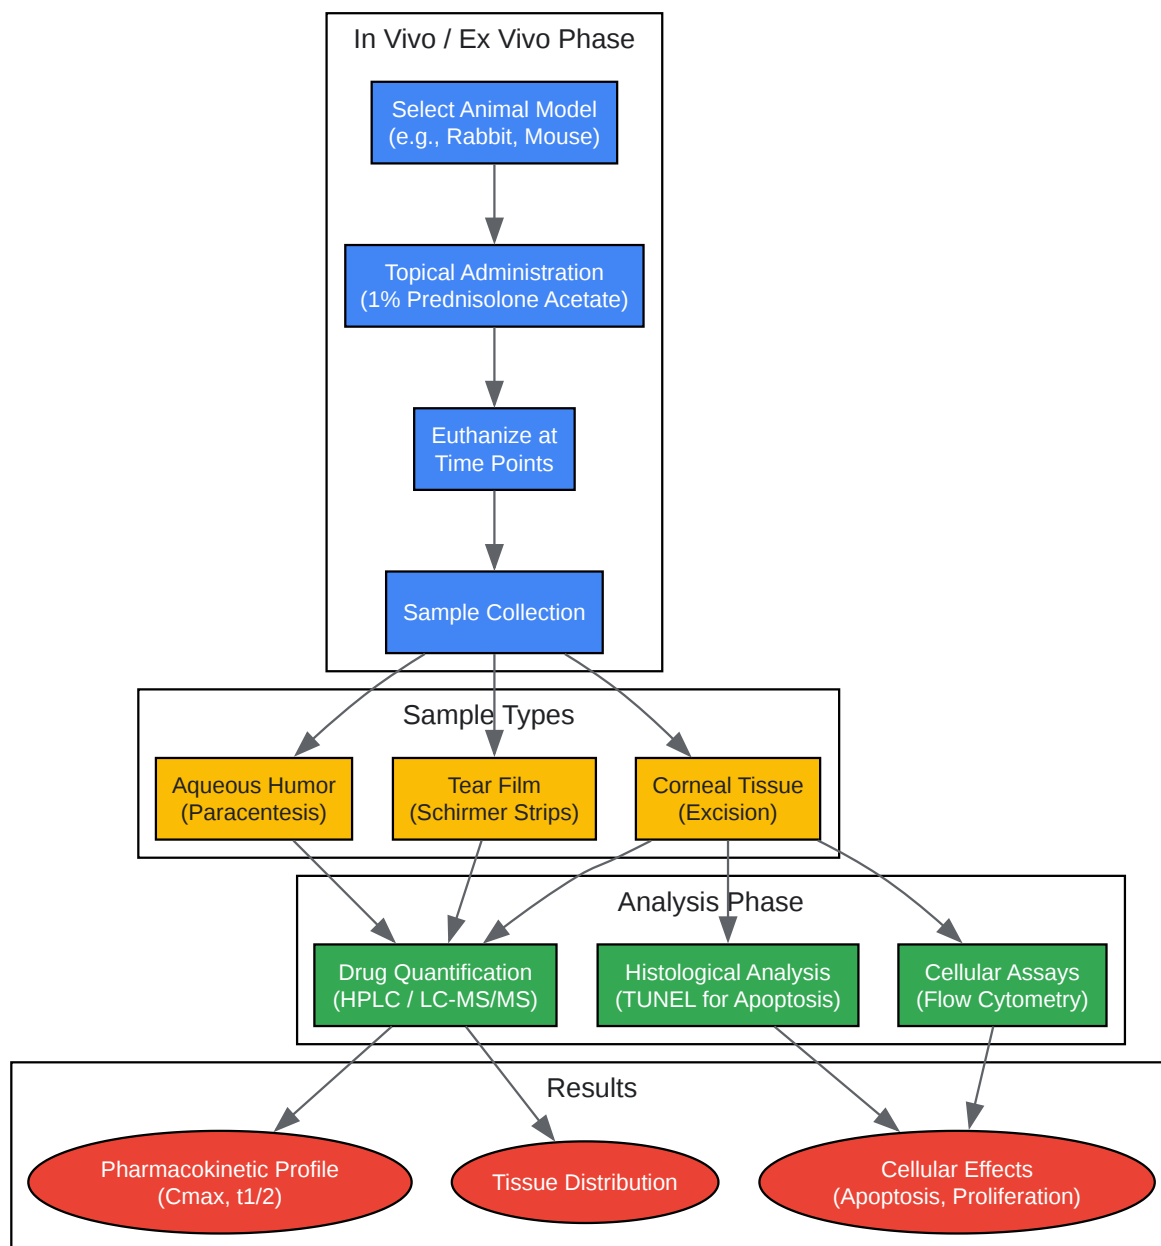 In Vivo / Ex Vivo Phase
Select Animal Model
(e.g., Rabbit, Mouse)
Topical Administration
(1% Prednisolone Acetate)
Euthanize at
Time Points
Sample Collection
Sample Types
Aqueous Humor
(Paracentesis)
Tear Film
(Schirmer Strips)
Corneal Tissue
(Excision)
Analysis Phase
Drug Quantification
(HPLC / LC-MS/MS)
Histological Analysis
(TUNEL for Apoptosis)
Cellular Assays
(Flow Cytometry)
Results
Pharmacokinetic Profile
(Cmax, t1/2)
Tissue Distribution
Cellular Effects
(Apoptosis, Proliferation)